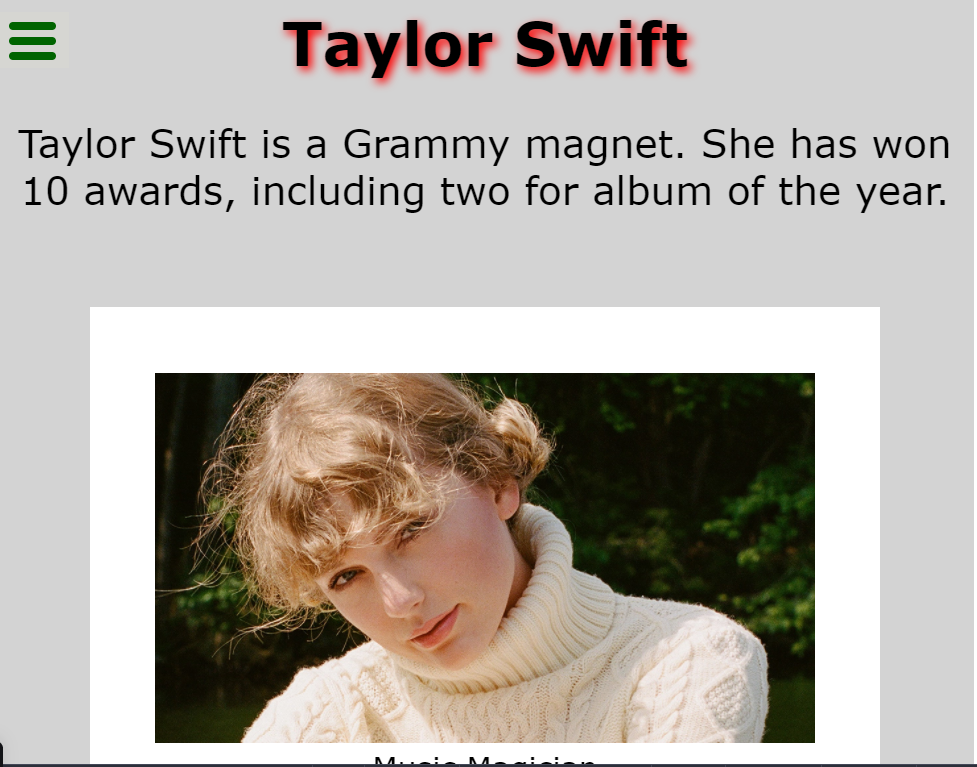 Taylor Swift
Taylor Swift is a Grammy magnet. She has won
10 awards, including two for album of the year.
Music Magician